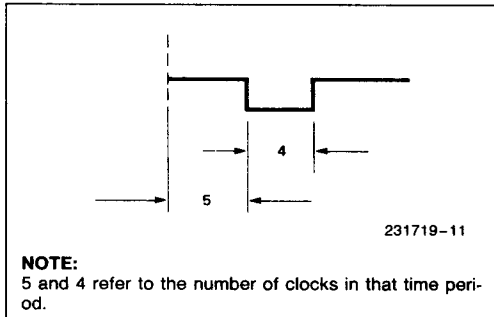 4
5
231719-11
NOTE:
5 and 4 refer to the number of clocks in that time peri-
od.